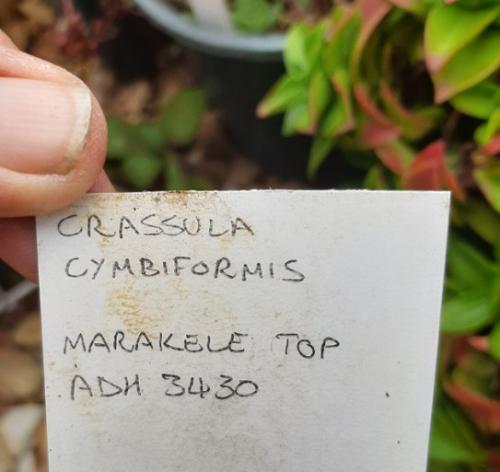 CRASSULA
CYMBIFORMIS
MARAKELE TOP
ADH 3430